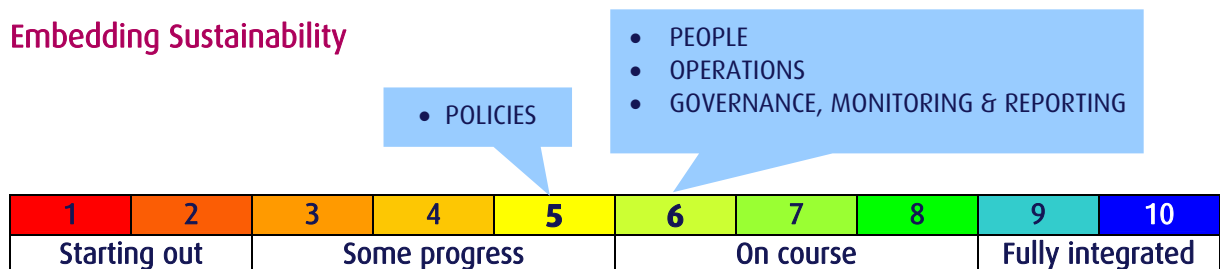 Embedding Sustainability
• PEOPLE
• OPERATIONS
• GOVERNANCE, MONITORING & REPORTING
• POLICIES
1 2 3 4 5 6 7 8 9 10
Starting out Some progress On course Fully integrated